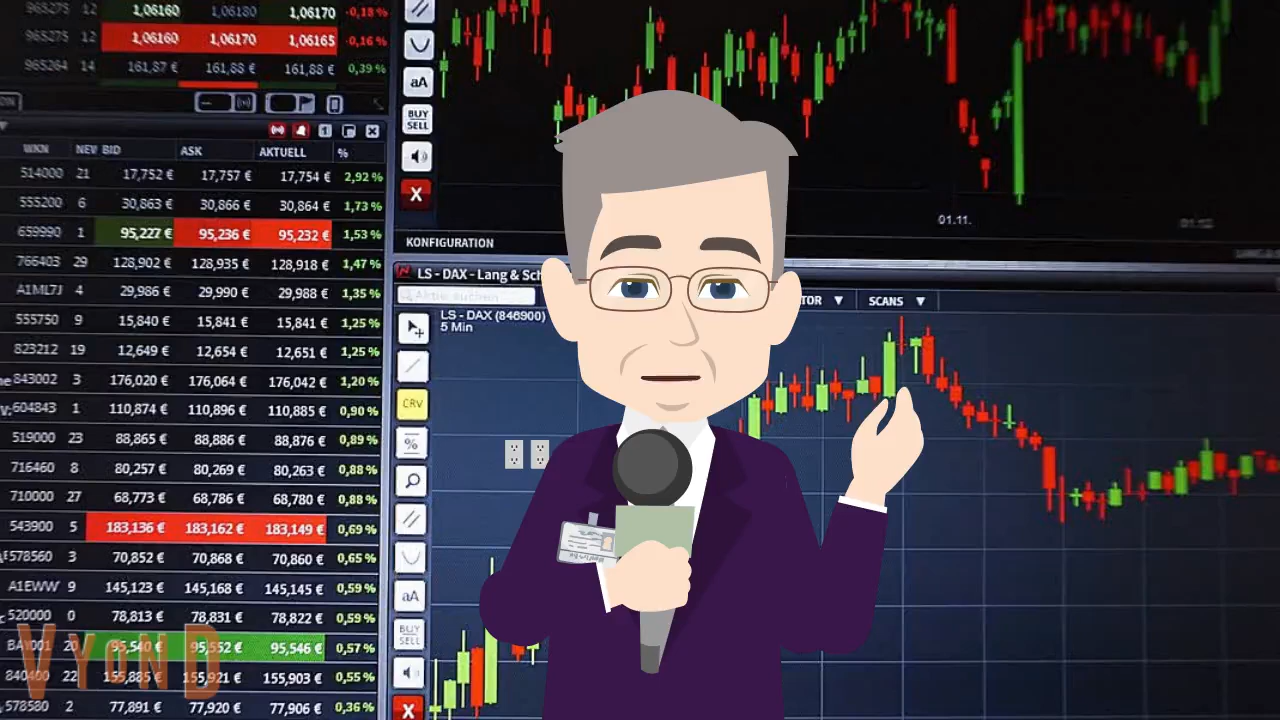 965275 12 1,06160 1,06180 1,06170 -0,18 %
965275 12 1,06160 1,06170 1,06165 -0,16 %
965264 14 161,87 € 161,88 € 161,88 € 0,39 %
WKN NEV BID ASK AKTUELL %
514000 21 17,752 € 17,757 € 17,754 € 2,92 %
555200 6 30,863 € 30,866 € 30,864 € 1,73 %
659990 1 95,227 € 95,236 € 95,232 € 1,53 %
766403 29 128,902 € 128,935 € 128,918 € 1,47 %
A1ML7J 4 29,986 € 29,990 € 29,988 € 1,35 %
555750 9 15,840 € 15,841 € 15,841 € 1,25 %
823212 19 12,649 € 12,654 € 12,651 € 1,25 %
843002 3 176,020 € 176,064 € 176,042 € 1,20 %
604843 1 110,874 € 110,896 € 110,885 € 0,90 %
519000 23 88,865 € 88,886 € 88,876 € 0,89 %
716460 8 80,257 € 80,269 € 80,263 € 0,88 %
710000 27 68,773 € 68,786 € 68,780 € 0,88 %
543900 5 183,136 € 183,162 € 183,149 € 0,69 %
578560 3 70,852 € 70,868 € 70,860 € 0,65 %
A1EWW 9 145,123 € 145,168 € 145,145 € 0,59 %
520000 0 78,813 € 78,831 € 78,822 € 0,59 %
BAY001 20 95,540 € 95,552 € 95,546 € 0,57 %
840400 22 155,885 € 155,921 € 155,903 € 0,55 %
578580 2 77,891 € 77,920 € 77,906 € 0,36 %
VYOND
aA
BUY
SELL
X
01.11.
KONFIGURATION
LS - DAX - Lang & Sch
Aktie suchen
TOR SCANS
LS - DAX (846900)
5 Min
CRV
%
aA
BUY
SELL
X